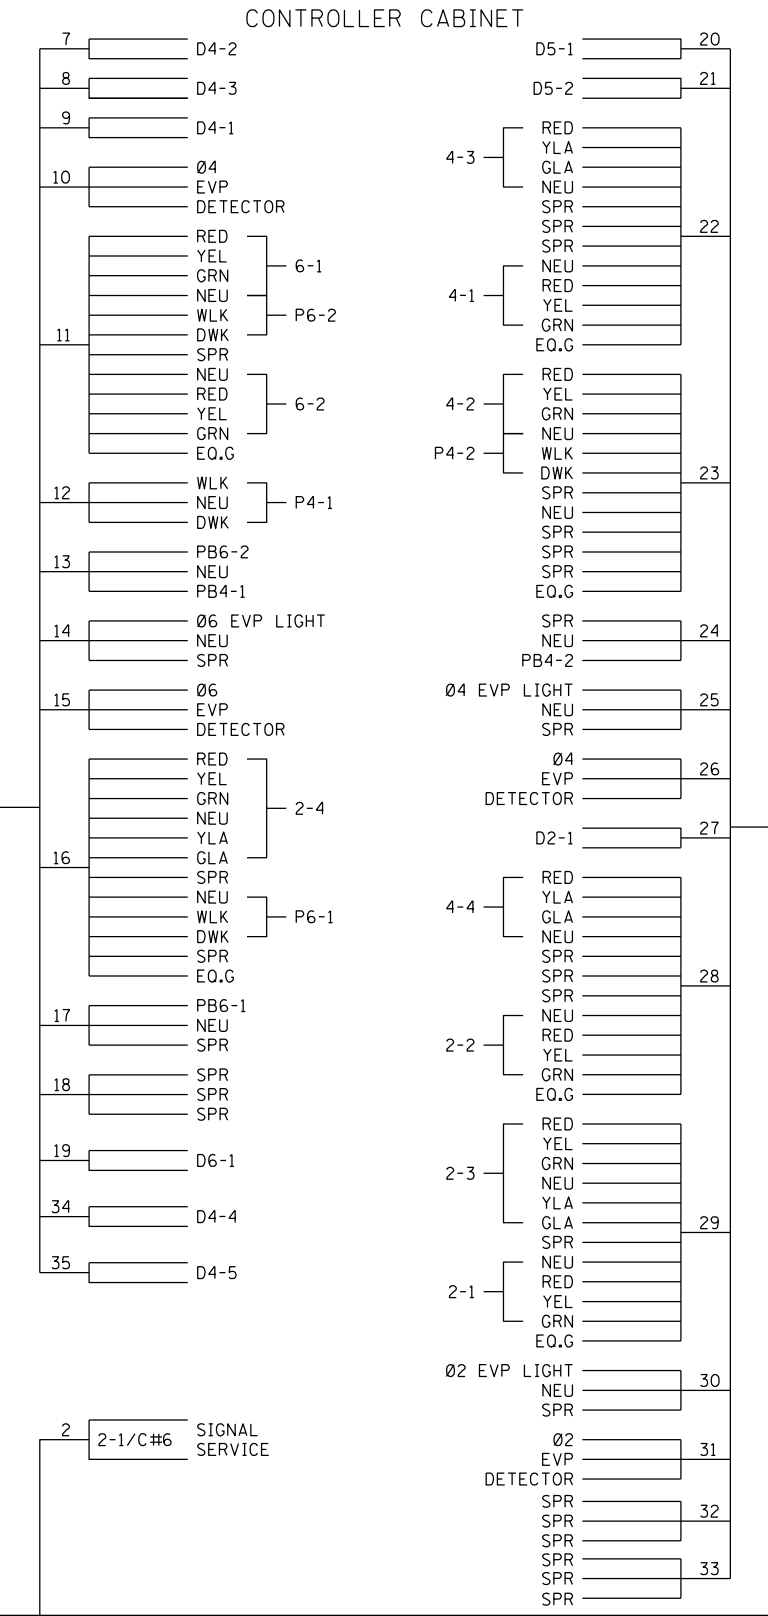 CONTROLLER CABINET
7
D4-2
8
D4-3
9
D4-1
10
Ø4
EVP
DETECTOR
11
RED
YEL
GRN
NEU
WLK
DWK
SPR
NEU
RED
YEL
GRN
EQ.G
6-1
P6-2
6-2
12
WLK
NEU
DWK
P4-1
13
PB6-2
NEU
PB4-1
14
Ø6 EVP LIGHT
NEU
SPR
15
Ø6
EVP
DETECTOR
16
RED
YEL
GRN
NEU
YLA
GLA
SPR
NEU
WLK
DWK
SPR
EQ.G
2-4
P6-1
17
PB6-1
NEU
SPR
18
SPR
SPR
SPR
19
D6-1
34
D4-4
35
D4-5
2
2-1/C#6
SIGNAL
SERVICE
D5-1
20
D5-2
21
4-3
4-1
RED
YLA
GLA
NEU
SPR
SPR
SPR
NEU
RED
YEL
GRN
EQ.G
22
4-2
P4-2
RED
YEL
GRN
NEU
WLK
DWK
SPR
NEU
SPR
SPR
SPR
EQ.G
23
SPR
NEU
PB4-2
24
Ø4 EVP LIGHT
NEU
SPR
25
Ø4
EVP
DETECTOR
26
D2-1
27
4-4
2-2
RED
YLA
GLA
NEU
SPR
SPR
SPR
NEU
RED
YEL
GRN
EQ.G
28
2-3
2-1
RED
YEL
GRN
NEU
YLA
GLA
SPR
NEU
RED
YEL
GRN
EQ.G
29
Ø2 EVP LIGHT
NEU
SPR
30
Ø2
EVP
DETECTOR
31
SPR
SPR
SPR
32
SPR
SPR
SPR
33